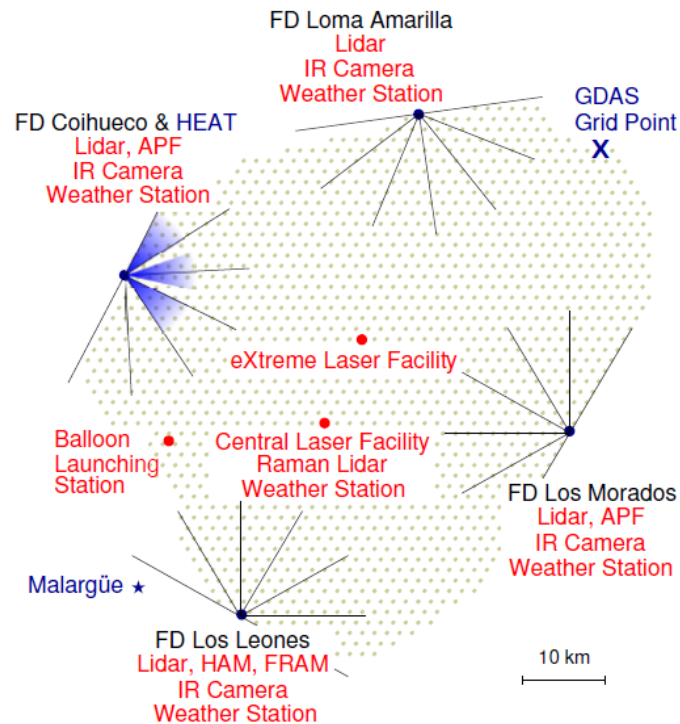 FD Loma Amarilla
Lidar
IR Camera
Weather Station
GDAS
Grid Point
X
FD Coihueco & HEAT
Lidar, APF
IR Camera
Weather Station
eXtreme Laser Facility
Balloon
Launching
Station
Central Laser Facility
Raman Lidar
Weather Station
FD Los Morados
Lidar, APF
IR Camera
Weather Station
Malargüe
FD Los Leones
Lidar, HAM, FRAM
IR Camera
Weather Station
10 km